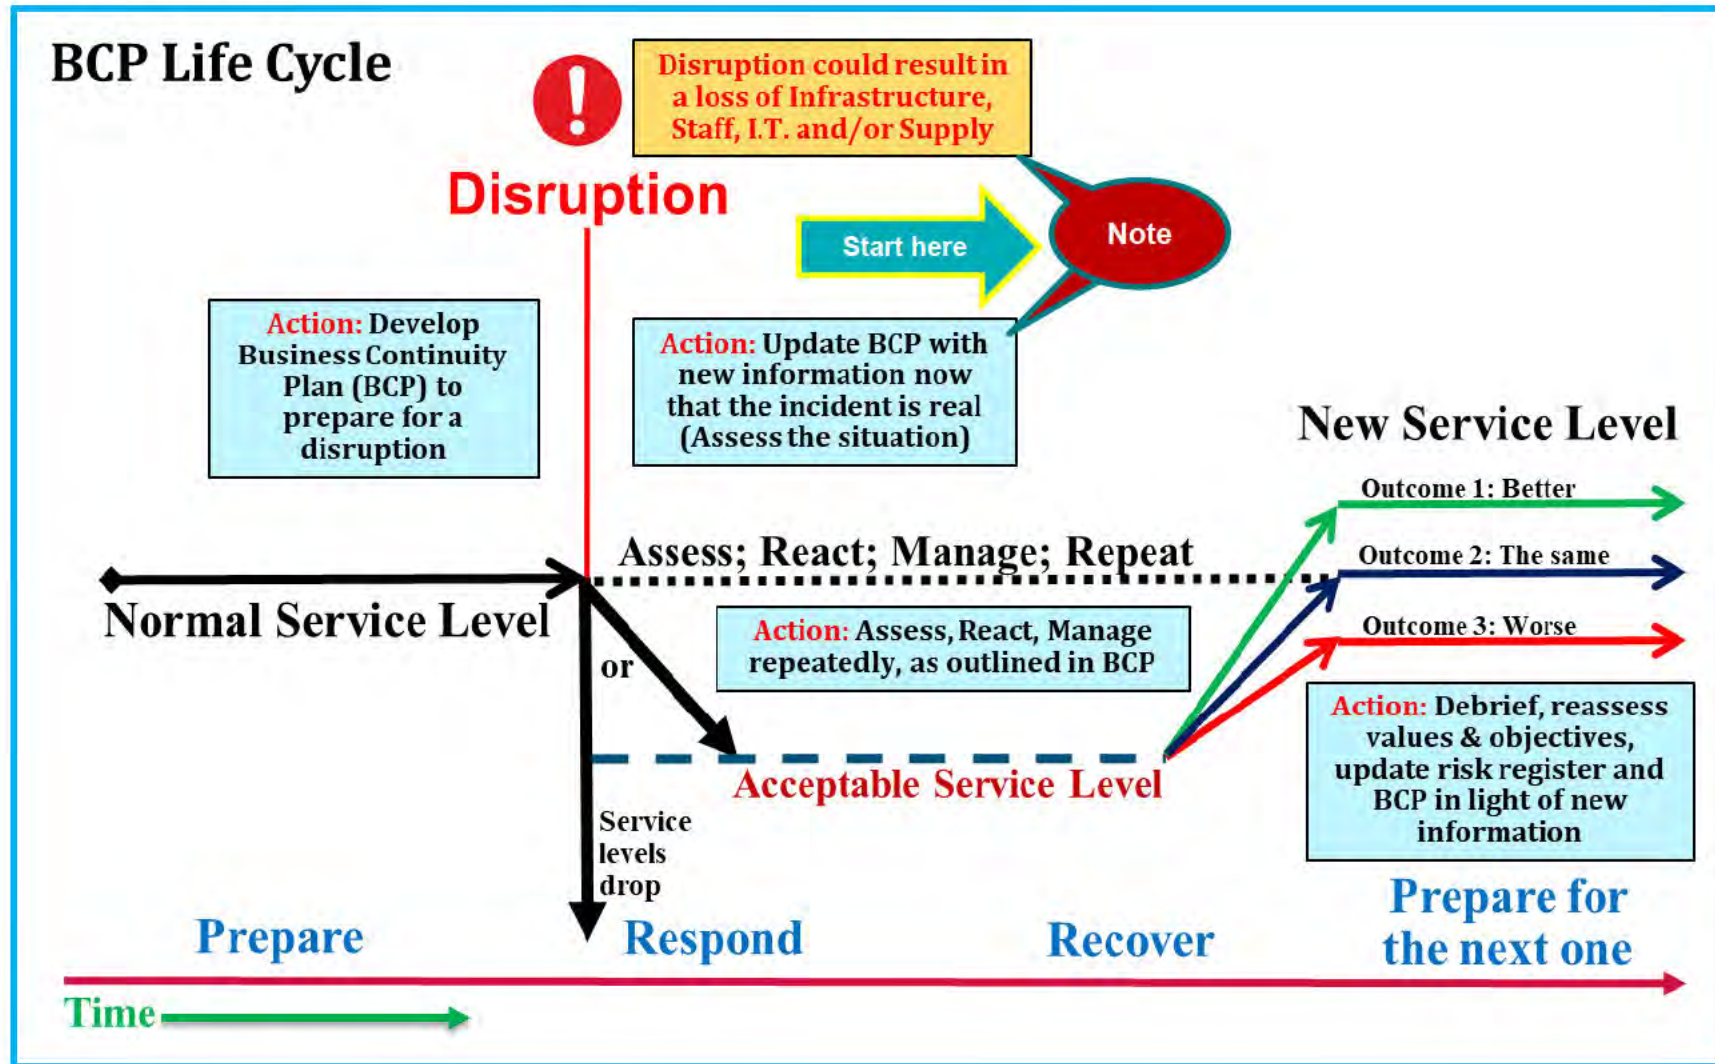 BCP Life Cycle
Disruption could result in
a loss of Infrastructure,
Staff, I.T. and/or Supply
Disruption
Start here
Note
Action: Develop
Business Continuity
Plan (BCP) to
prepare for a
disruption
Action: Update BCP with
new information now
that the incident is real
(Assess the situation)
New Service Level
Outcome 1: Better
Outcome 2: The same
Outcome 3: Worse
Assess; React; Manage; Repeat
Normal Service Level
or
Action: Assess, React, Manage
repeatedly, as outlined in BCP
Acceptable Service Level
Service
levels
drop
Action: Debrief, reassess
values & objectives,
update risk register and
BCP in light of new
information
Prepare
Respond
Recover
Prepare for
the next one
Time